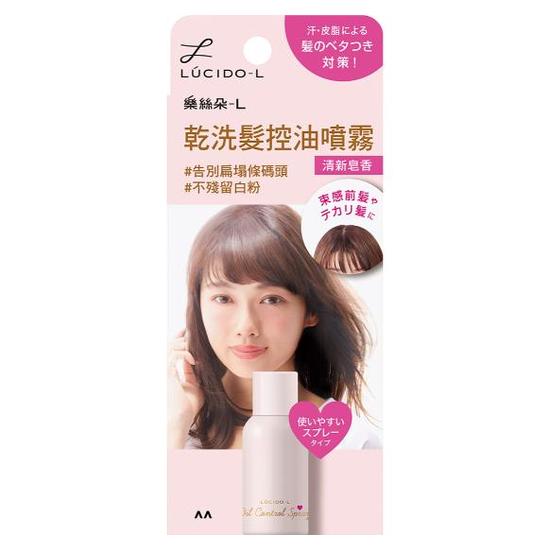 LÚCIDO-L
汗・皮脂による
髪のベタつき
対策！
樂絲朵-L
乾洗髮控油噴霧
#告別扁塌條碼頭
#不殘留白粉
清新皂香
束感前髪や
テカリ髪に
使いやすい
スプレー
タイプ
LÚCIDO-L
Oil Control Spray